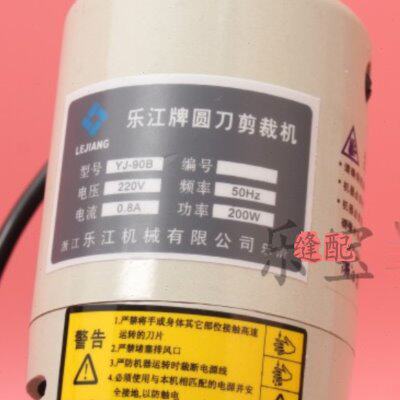 乐江牌圆刀剪裁机
LEJIANG
型号 YJ-90B 编号
电压 220V 频率 50Hz
电流 0.8A 功率 200W
浙江乐江机械有限公司
缝配
乐宝
警告
1.严禁将手或身体其它部位接触高速
运转的刀片
2.严禁堵塞排风口
3.严防机器运转时裁断电源线
4.必须使用与本机相匹配的电源并安
全接地,以防触电